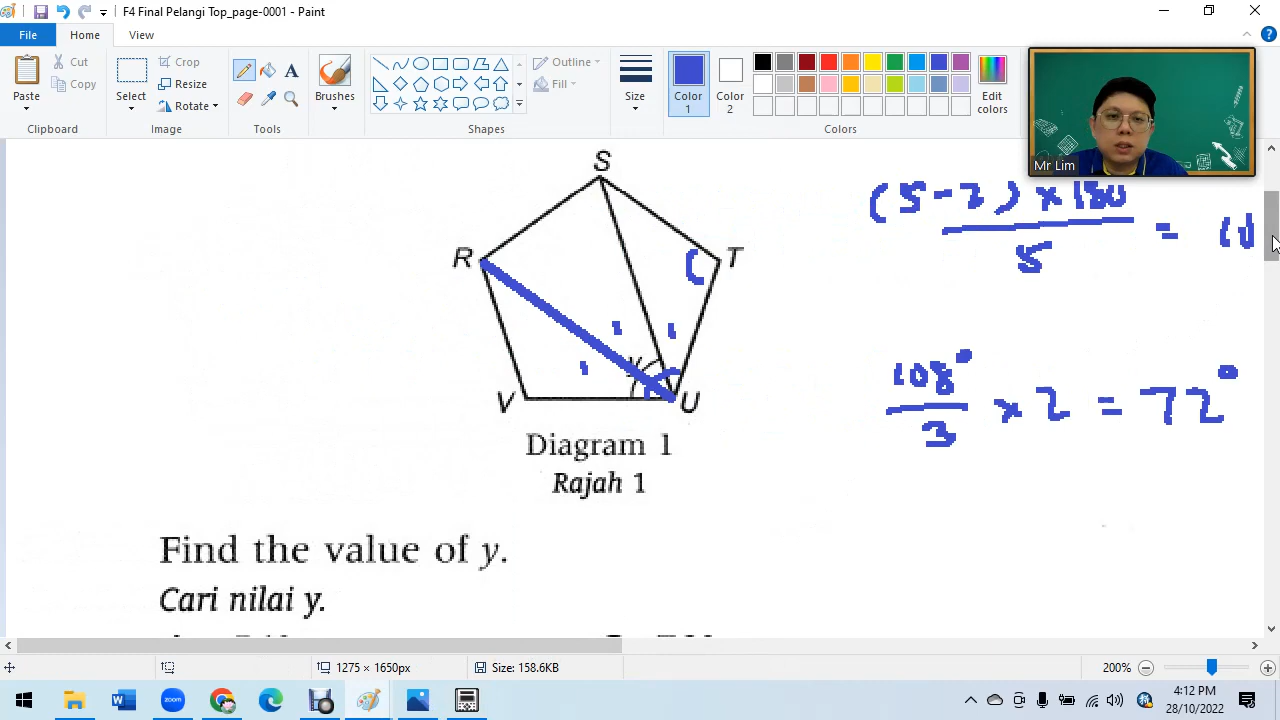 F4 Final Pelangi Top_page-0001 - Paint
File Home View
Paste Cut Copy Select Crop Resize Rotate A Brushes Outline Fill Size Color 1 Color 2 Edit colors
Clipboard Image Tools Shapes Colors
Mr Lim
S
R T
V U
Diagram 1
Rajah 1
Find the value of y.
Cari nilai y.
(5-2) × 180
5
=
108°
3
× 2 = 72°
1275 × 1650px Size: 158.6KB 200%
zoom
4:12 PM
28/10/2022